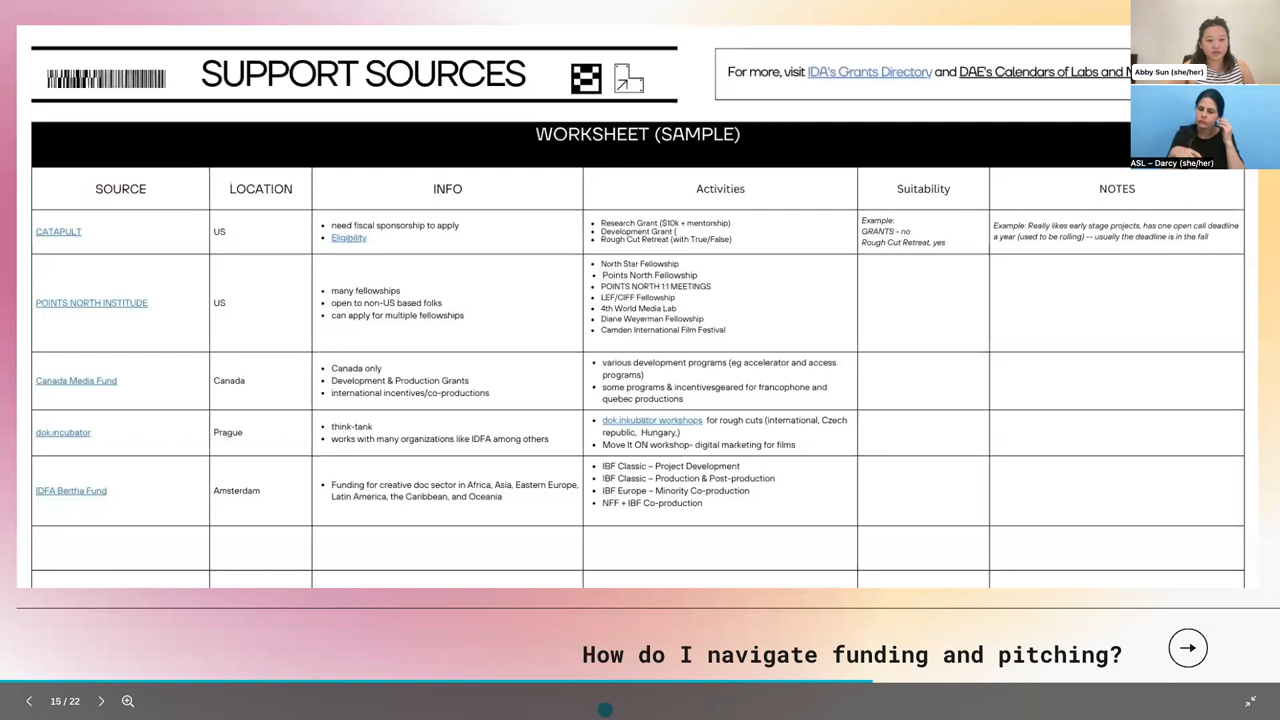 SUPPORT SOURCES
For more, visit IDA's Grants Directory and DAE's Calendars of Labs and
Abby Sun (she/her)
ASL – Darcy (she/her)
WORKSHEET (SAMPLE)
SOURCE LOCATION INFO Activities Suitability NOTES
CATAPULT
US
need fiscal sponsorship to apply
Eligibility
Research Grant ($10k + mentorship)
Development Grant (
Rough Cut Retreat (with True/False)
Example:
GRANTS - no
Rough Cut Retreat, yes
Example: Really likes early stage projects, has one open call deadline
a year (used to be rolling) -- usually the deadline is in the fall
POINTS NORTH INSTITUDE
US
many fellowships
open to non-US based folks
can apply for multiple fellowships
North Star Fellowship
Points North Fellowship
POINTS NORTH 1:1 MEETINGS
LEF/CIFF Fellowship
4th World Media Lab
Diane Weyerman Fellowship
Camden International Film Festival
Canada Media Fund
Canada
Canada only
Development & Production Grants
international incentives/co-productions
various development programs (eg accelerator and access
programs)
some programs & incentivesgeared for francophone and
quebec productions
dok.incubator
Prague
think-tank
works with many organizations like IDFA among others
dok.inkubator workshops for rough cuts (international, Czech
republic, Hungary,)
Move It ON workshop- digital marketing for films
IDFA Bertha Fund
Amsterdam
Funding for creative doc sector in Africa, Asia, Eastern Europe,
Latin America, the Caribbean, and Oceania
IBF Classic – Project Development
IBF Classic – Production & Post-production
IBF Europe – Minority Co-production
NFF + IBF Co-production
How do I navigate funding and pitching?
15 / 22